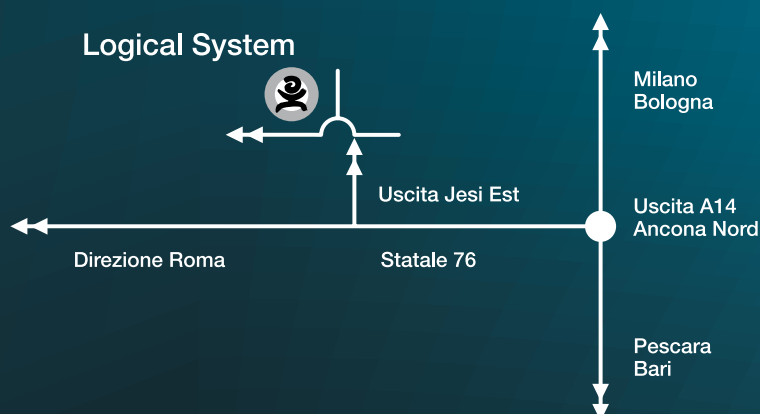 Logical System
Milano
Bologna
Uscita Jesi Est
Uscita A14
Ancona Nord
Direzione Roma
Statale 76
Pescara
Bari